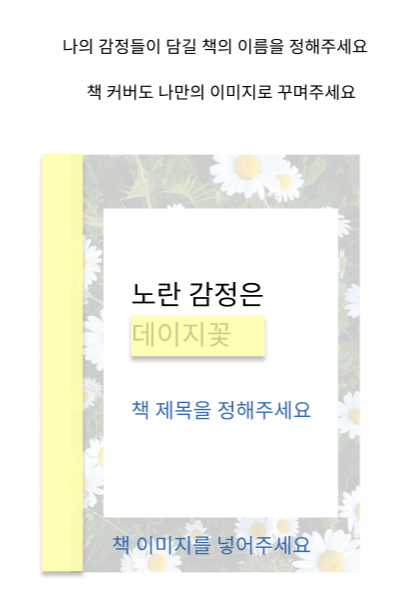 나의 감정들이 담길 책의 이름을 정해주세요
책 커버도 나만의 이미지로 꾸며주세요
노란 감정은
데이지꽃
책 제목을 정해주세요
책 이미지를 넣어주세요